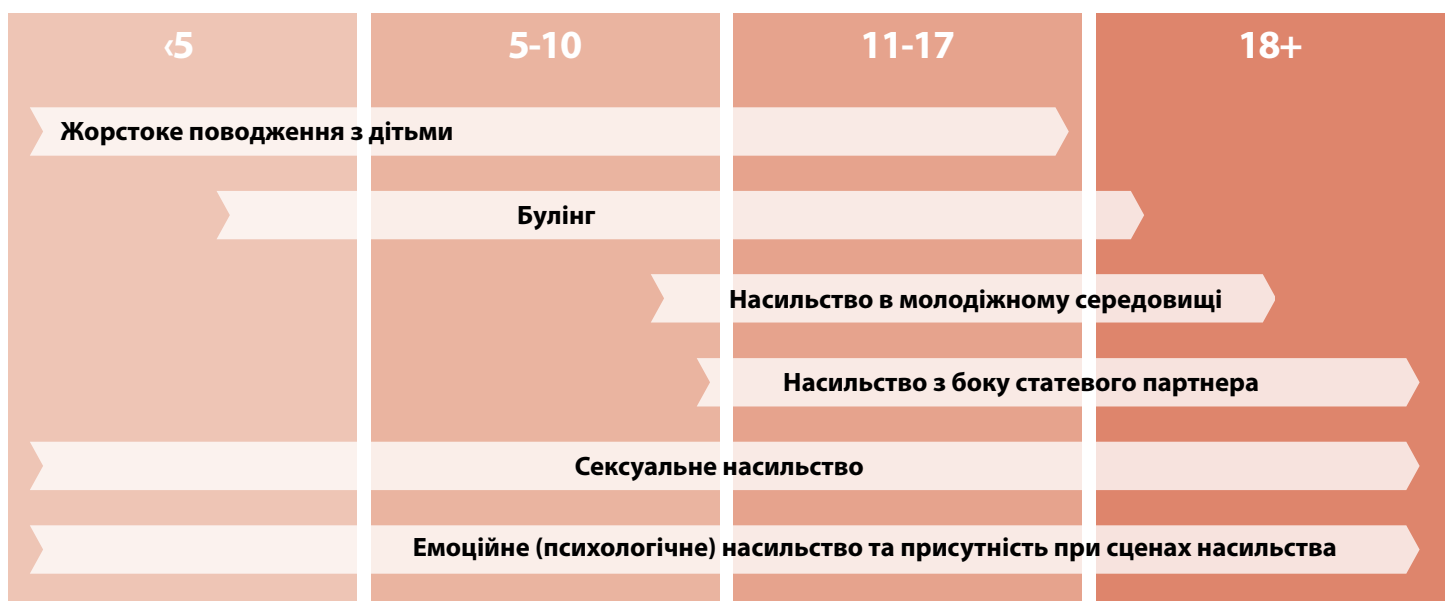 ‹5
5-10
11-17
18+
Жорстоке поводження з дітьми
Булінг
Насильство в молодіжному середовищі
Насильство з боку статевого партнера
Сексуальне насильство
Емоційне (психологічне) насильство та присутність при сценах насильства